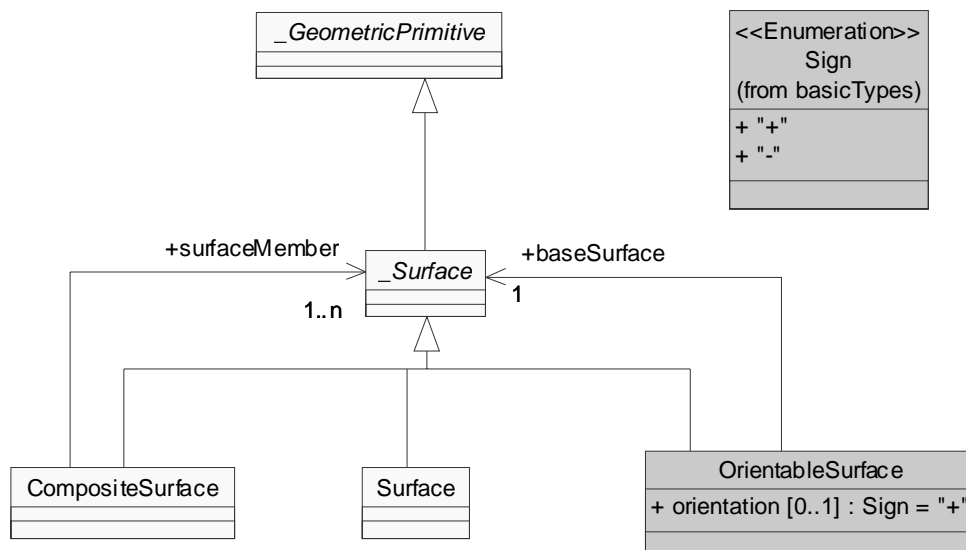 _GeometricPrimitive
<<Enumeration>>
Sign
(from basicTypes)
+ "+"
+ "-"
+surfaceMember
+baseSurface
_Surface
1..n
1
CompositeSurface
Surface
OrientableSurface
+ orientation [0..1] : Sign = "+"